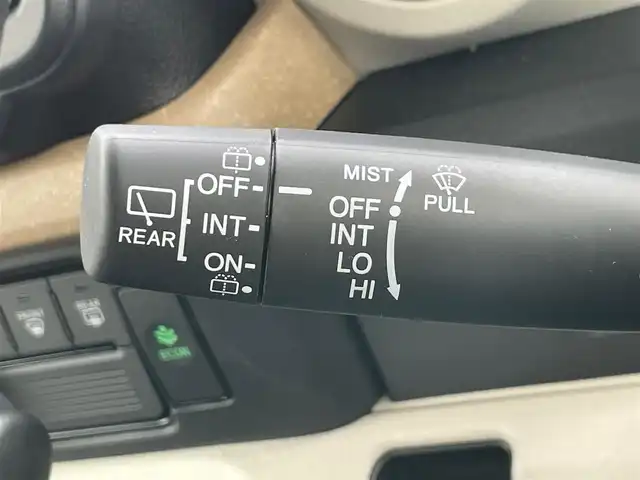 MIST
OFF
OFF
PULL
INT
INT
REAR
ON
LO
HI
ECON